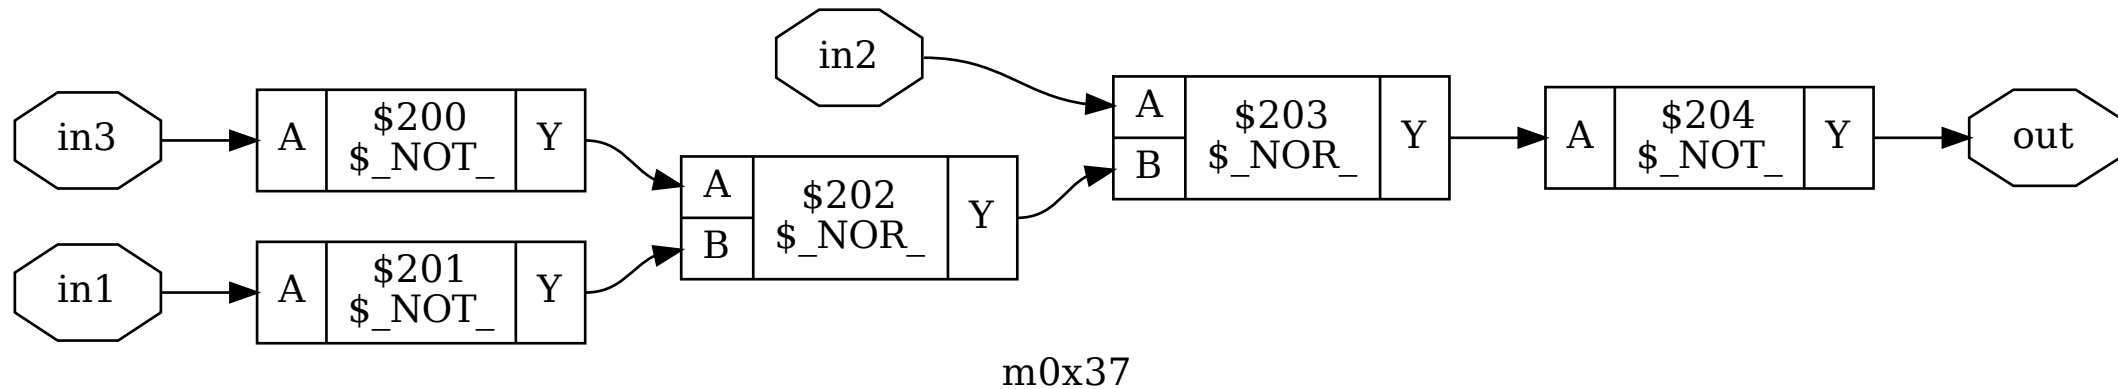 in2
in3
A
$200
$_NOT_
Y
in1
A
$201
$_NOT_
Y
A
B
$202
$_NOR_
Y
A
B
$203
$_NOR_
Y
A
$204
$_NOT_
Y
out
m0x37